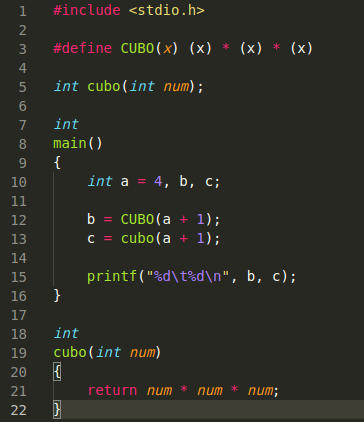 1 #include <stdio.h>
2
3 #define CUBO(x) (x) * (x) * (x)
4
5 int cubo(int num);
6
7 int
8 main()
9 {
10     int a = 4, b, c;
11
12     b = CUBO(a + 1);
13     c = cubo(a + 1);
14
15     printf("%d\t%d\n", b, c);
16 }
17
18 int
19 cubo(int num)
20 {
21     return num * num * num;
22 }